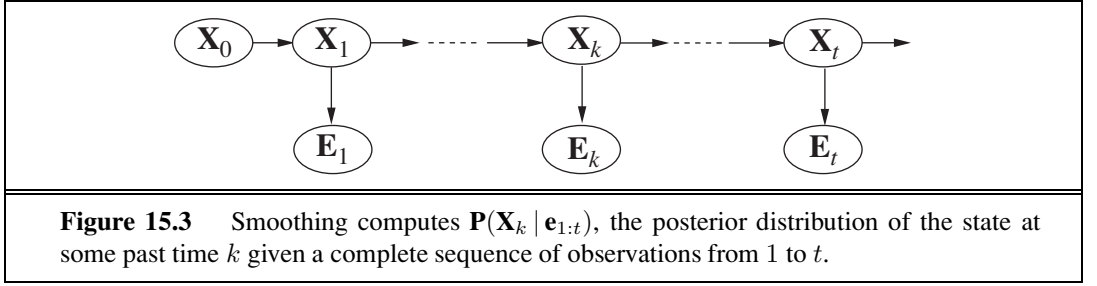 X₀ X₁ Xₖ Xₜ
E₁ Eₖ Eₜ
Figure 15.3 Smoothing computes P(Xₖ | e₁:ₜ), the posterior distribution of the state at
some past time k given a complete sequence of observations from 1 to t.